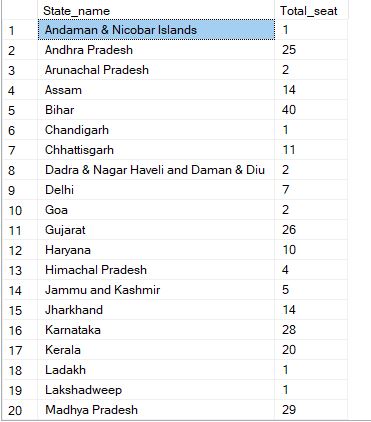 State_name Total_seat
1 Andaman & Nicobar Islands 1
2 Andhra Pradesh 25
3 Arunachal Pradesh 2
4 Assam 14
5 Bihar 40
6 Chandigarh 1
7 Chhattisgarh 11
8 Dadra & Nagar Haveli and Daman & Diu 2
9 Delhi 7
10 Goa 2
11 Gujarat 26
12 Haryana 10
13 Himachal Pradesh 4
14 Jammu and Kashmir 5
15 Jharkhand 14
16 Karnataka 28
17 Kerala 20
18 Ladakh 1
19 Lakshadweep 1
20 Madhya Pradesh 29